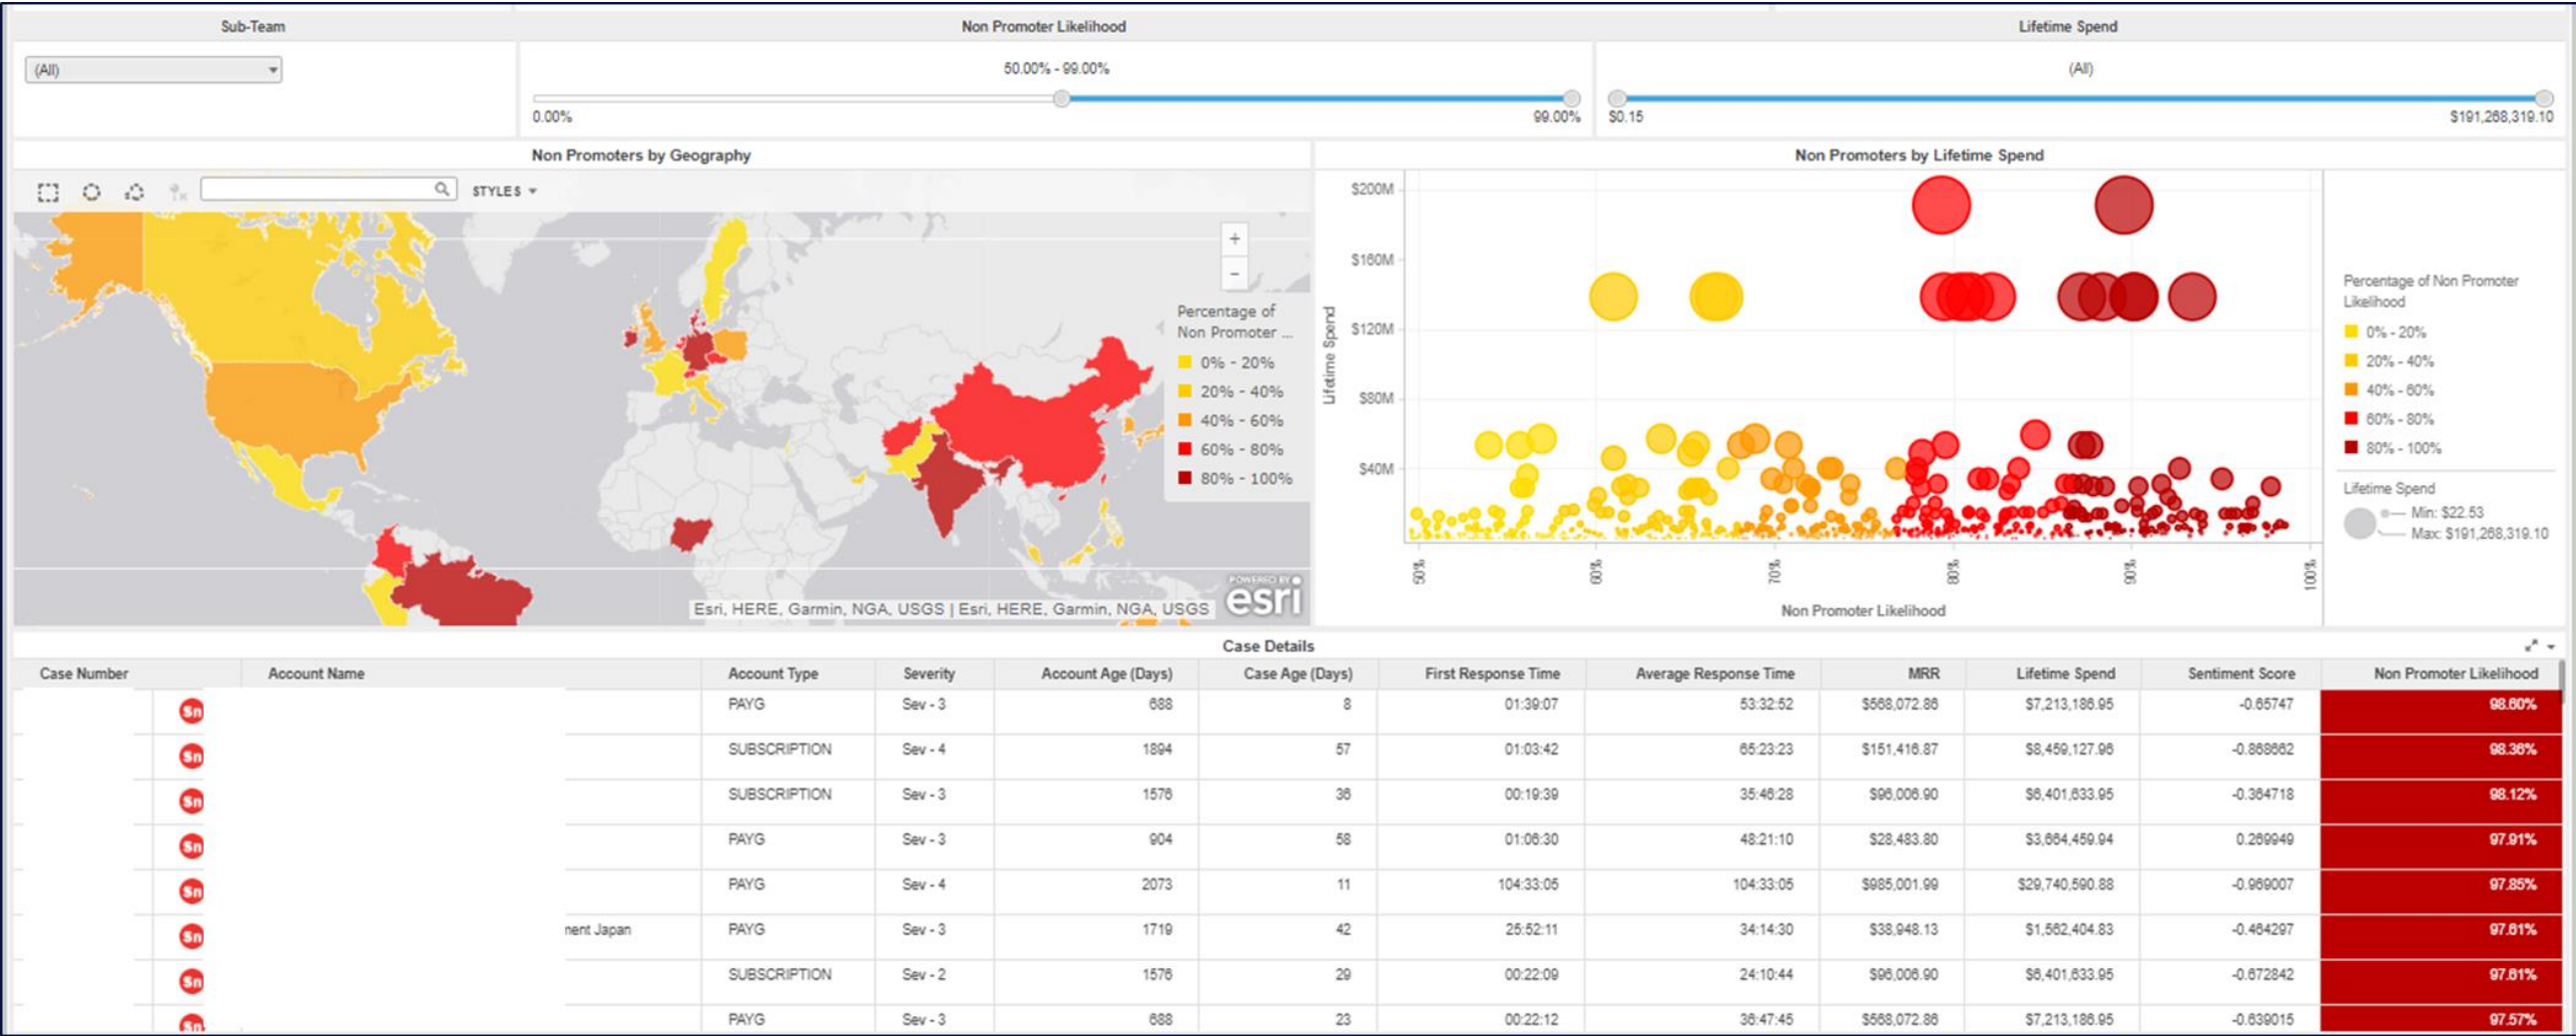 Sub-Team
Non Promoter Likelihood
Lifetime Spend
(All)
50.00% - 99.00%
(All)
0.00%
99.00%
$0.15
$191,268,319.10
Non Promoters by Geography
Non Promoters by Lifetime Spend
STYLES
+
−
Percentage of
Non Promoter ...
0% - 20%
20% - 40%
40% - 60%
60% - 80%
80% - 100%
POWERED BY
esri
Esri, HERE, Garmin, NGA, USGS | Esri, HERE, Garmin, NGA, USGS
Lifetime Spend
$200M
$160M
$120M
$80M
$40M
50%
60%
70%
80%
90%
100%
Non Promoter Likelihood
Percentage of Non Promoter
Likelihood
0% - 20%
20% - 40%
40% - 60%
60% - 80%
80% - 100%
Lifetime Spend
Min: $22.53
Max: $191,268,319.10
Case Details
Case Number Account Name Account Type Severity Account Age (Days) Case Age (Days) First Response Time Average Response Time MRR Lifetime Spend Sentiment Score Non Promoter Likelihood
Sn PAYG Sev - 3 688 8 01:39:07 53:32:52 $568,072.86 $7,213,186.95 -0.65747 98.60%
Sn SUBSCRIPTION Sev - 4 1894 57 01:03:42 65:23:23 $151,416.87 $8,459,127.96 -0.868662 98.36%
Sn SUBSCRIPTION Sev - 3 1576 36 00:19:39 35:46:28 $96,006.90 $6,401,633.95 -0.364718 98.12%
Sn PAYG Sev - 3 904 58 01:06:30 48:21:10 $28,483.80 $3,664,459.94 0.269949 97.91%
Sn PAYG Sev - 4 2073 11 104:33:05 104:33:05 $985,001.99 $29,740,590.88 -0.969007 97.85%
Sn ment Japan PAYG Sev - 3 1719 42 25:52:11 34:14:30 $38,948.13 $1,562,404.83 -0.464297 97.61%
Sn SUBSCRIPTION Sev - 2 1576 29 00:22:09 24:10:44 $96,006.90 $6,401,633.95 -0.672842 97.61%
Sn PAYG Sev - 3 688 23 00:22:12 36:47:45 $568,072.86 $7,213,186.95 -0.639015 97.57%